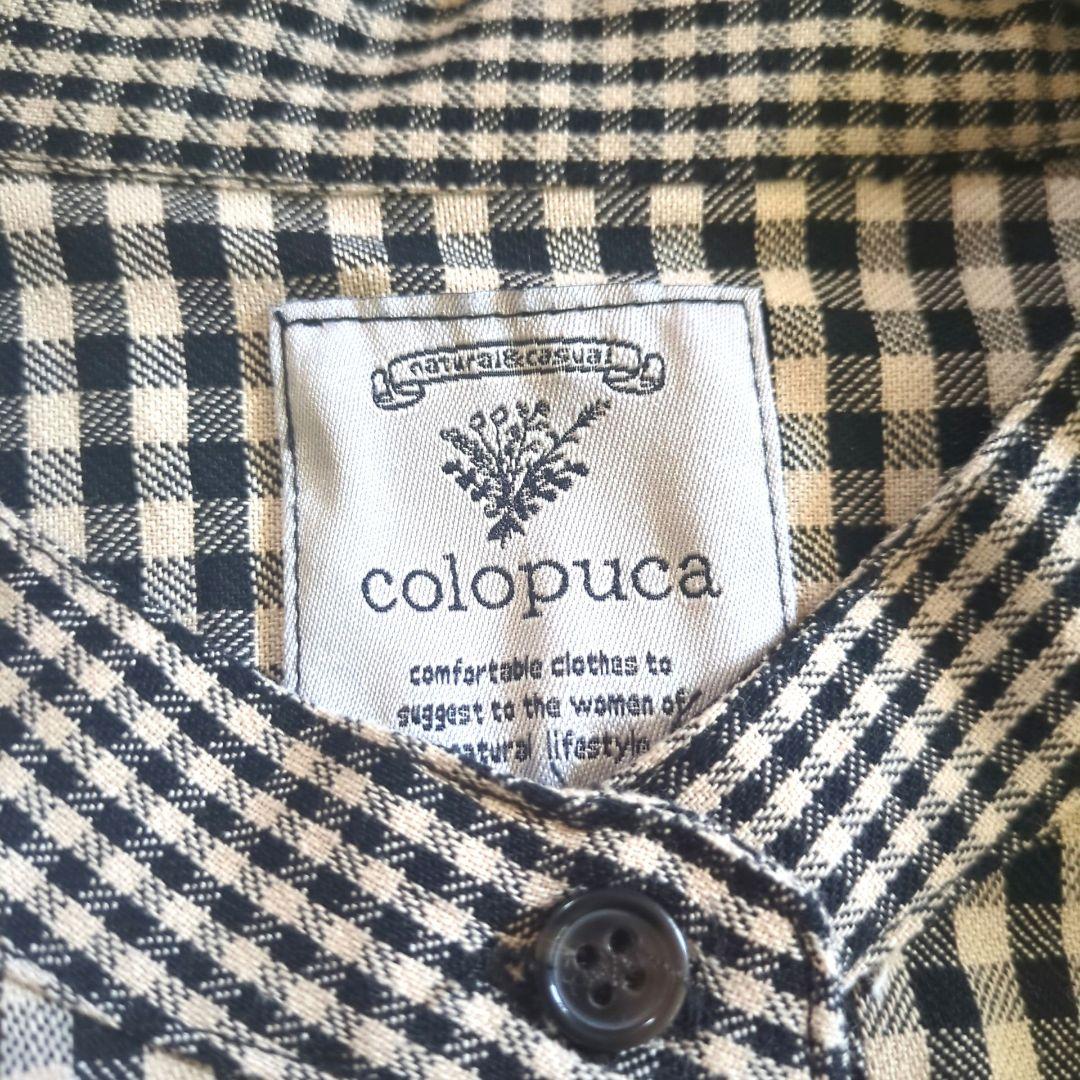 natural&casual
colopuca
comfortable clothes to
suggest to the women of
natural lifestyle